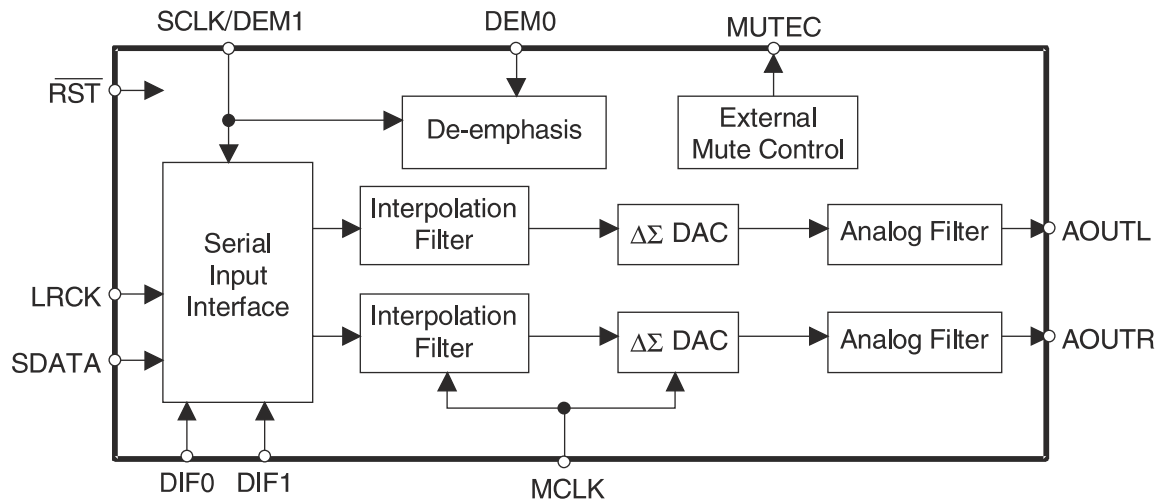 SCLK/DEM1
DEM0
MUTEC
RST
De-emphasis
External
Mute Control
Serial
Input
Interface
Interpolation
Filter
ΔΣ DAC
Analog Filter
AOUTL
LRCK
Interpolation
Filter
ΔΣ DAC
Analog Filter
AOUTR
SDATA
DIF0
DIF1
MCLK